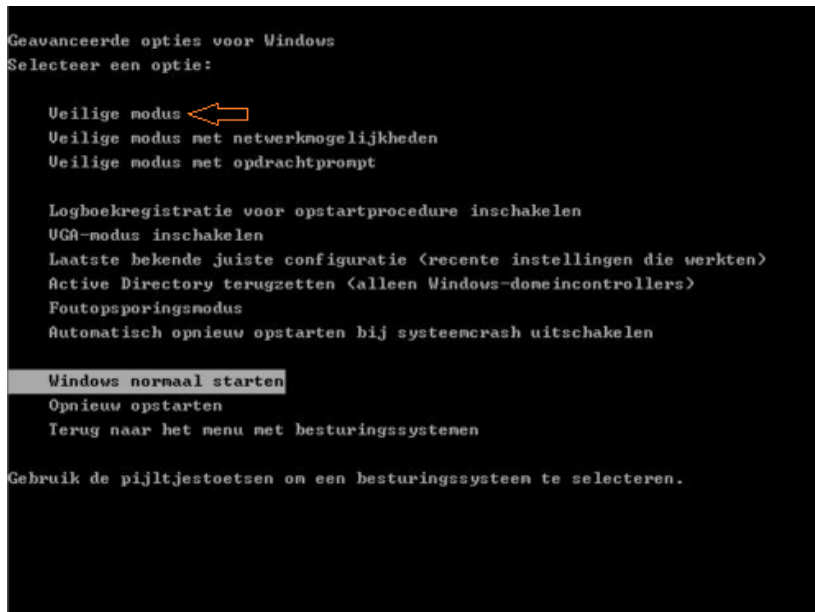 Geavanceerde opties voor Windows
Selecteer een optie:
Veilige modus
Veilige modus met netwerkmogelijkheden
Veilige modus met opdrachtprompt
Logboekregistratie voor opstartprocedure inschakelen
VGA-modus inschakelen
Laatste bekende juiste configuratie (recente instellingen die werkten)
Active Directory terugzetten (alleen Windows-domeincontrollers)
Foutopsporingsmodus
Automatisch opnieuw opstarten bij systeemcrash uitschakelen
Windows normaal starten
Opnieuw opstarten
Terug naar het menu met besturingssystemen
Gebruik de pijltjestoetsen om een besturingssysteem te selecteren.